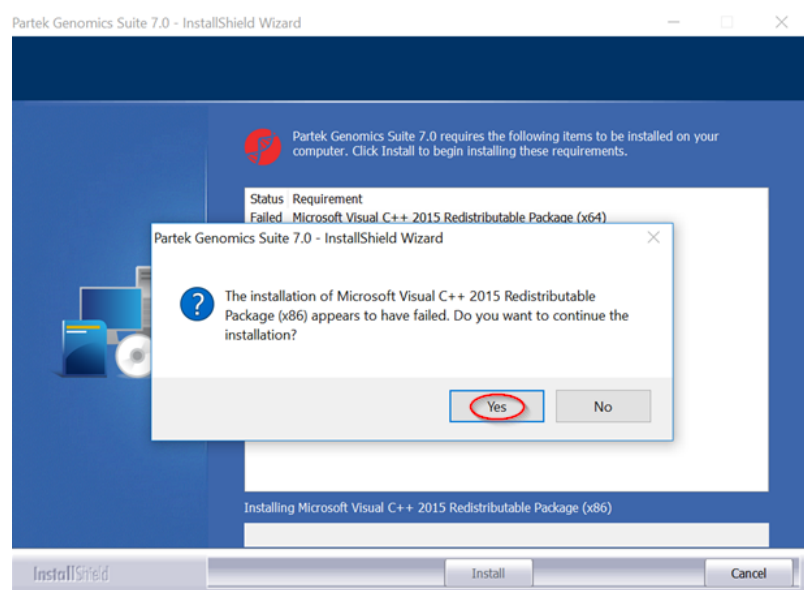 Partek Genomics Suite 7.0 - InstallShield Wizard
Partek Genomics Suite 7.0 requires the following items to be installed on your
computer. Click Install to begin installing these requirements.
Status Requirement
Failed Microsoft Visual C++ 2015 Redistributable Package (x64)
Partek Genomics Suite 7.0 - InstallShield Wizard
The installation of Microsoft Visual C++ 2015 Redistributable
Package (x86) appears to have failed. Do you want to continue the
installation?
Yes No
Installing Microsoft Visual C++ 2015 Redistributable Package (x86)
InstallShield
Install Cancel